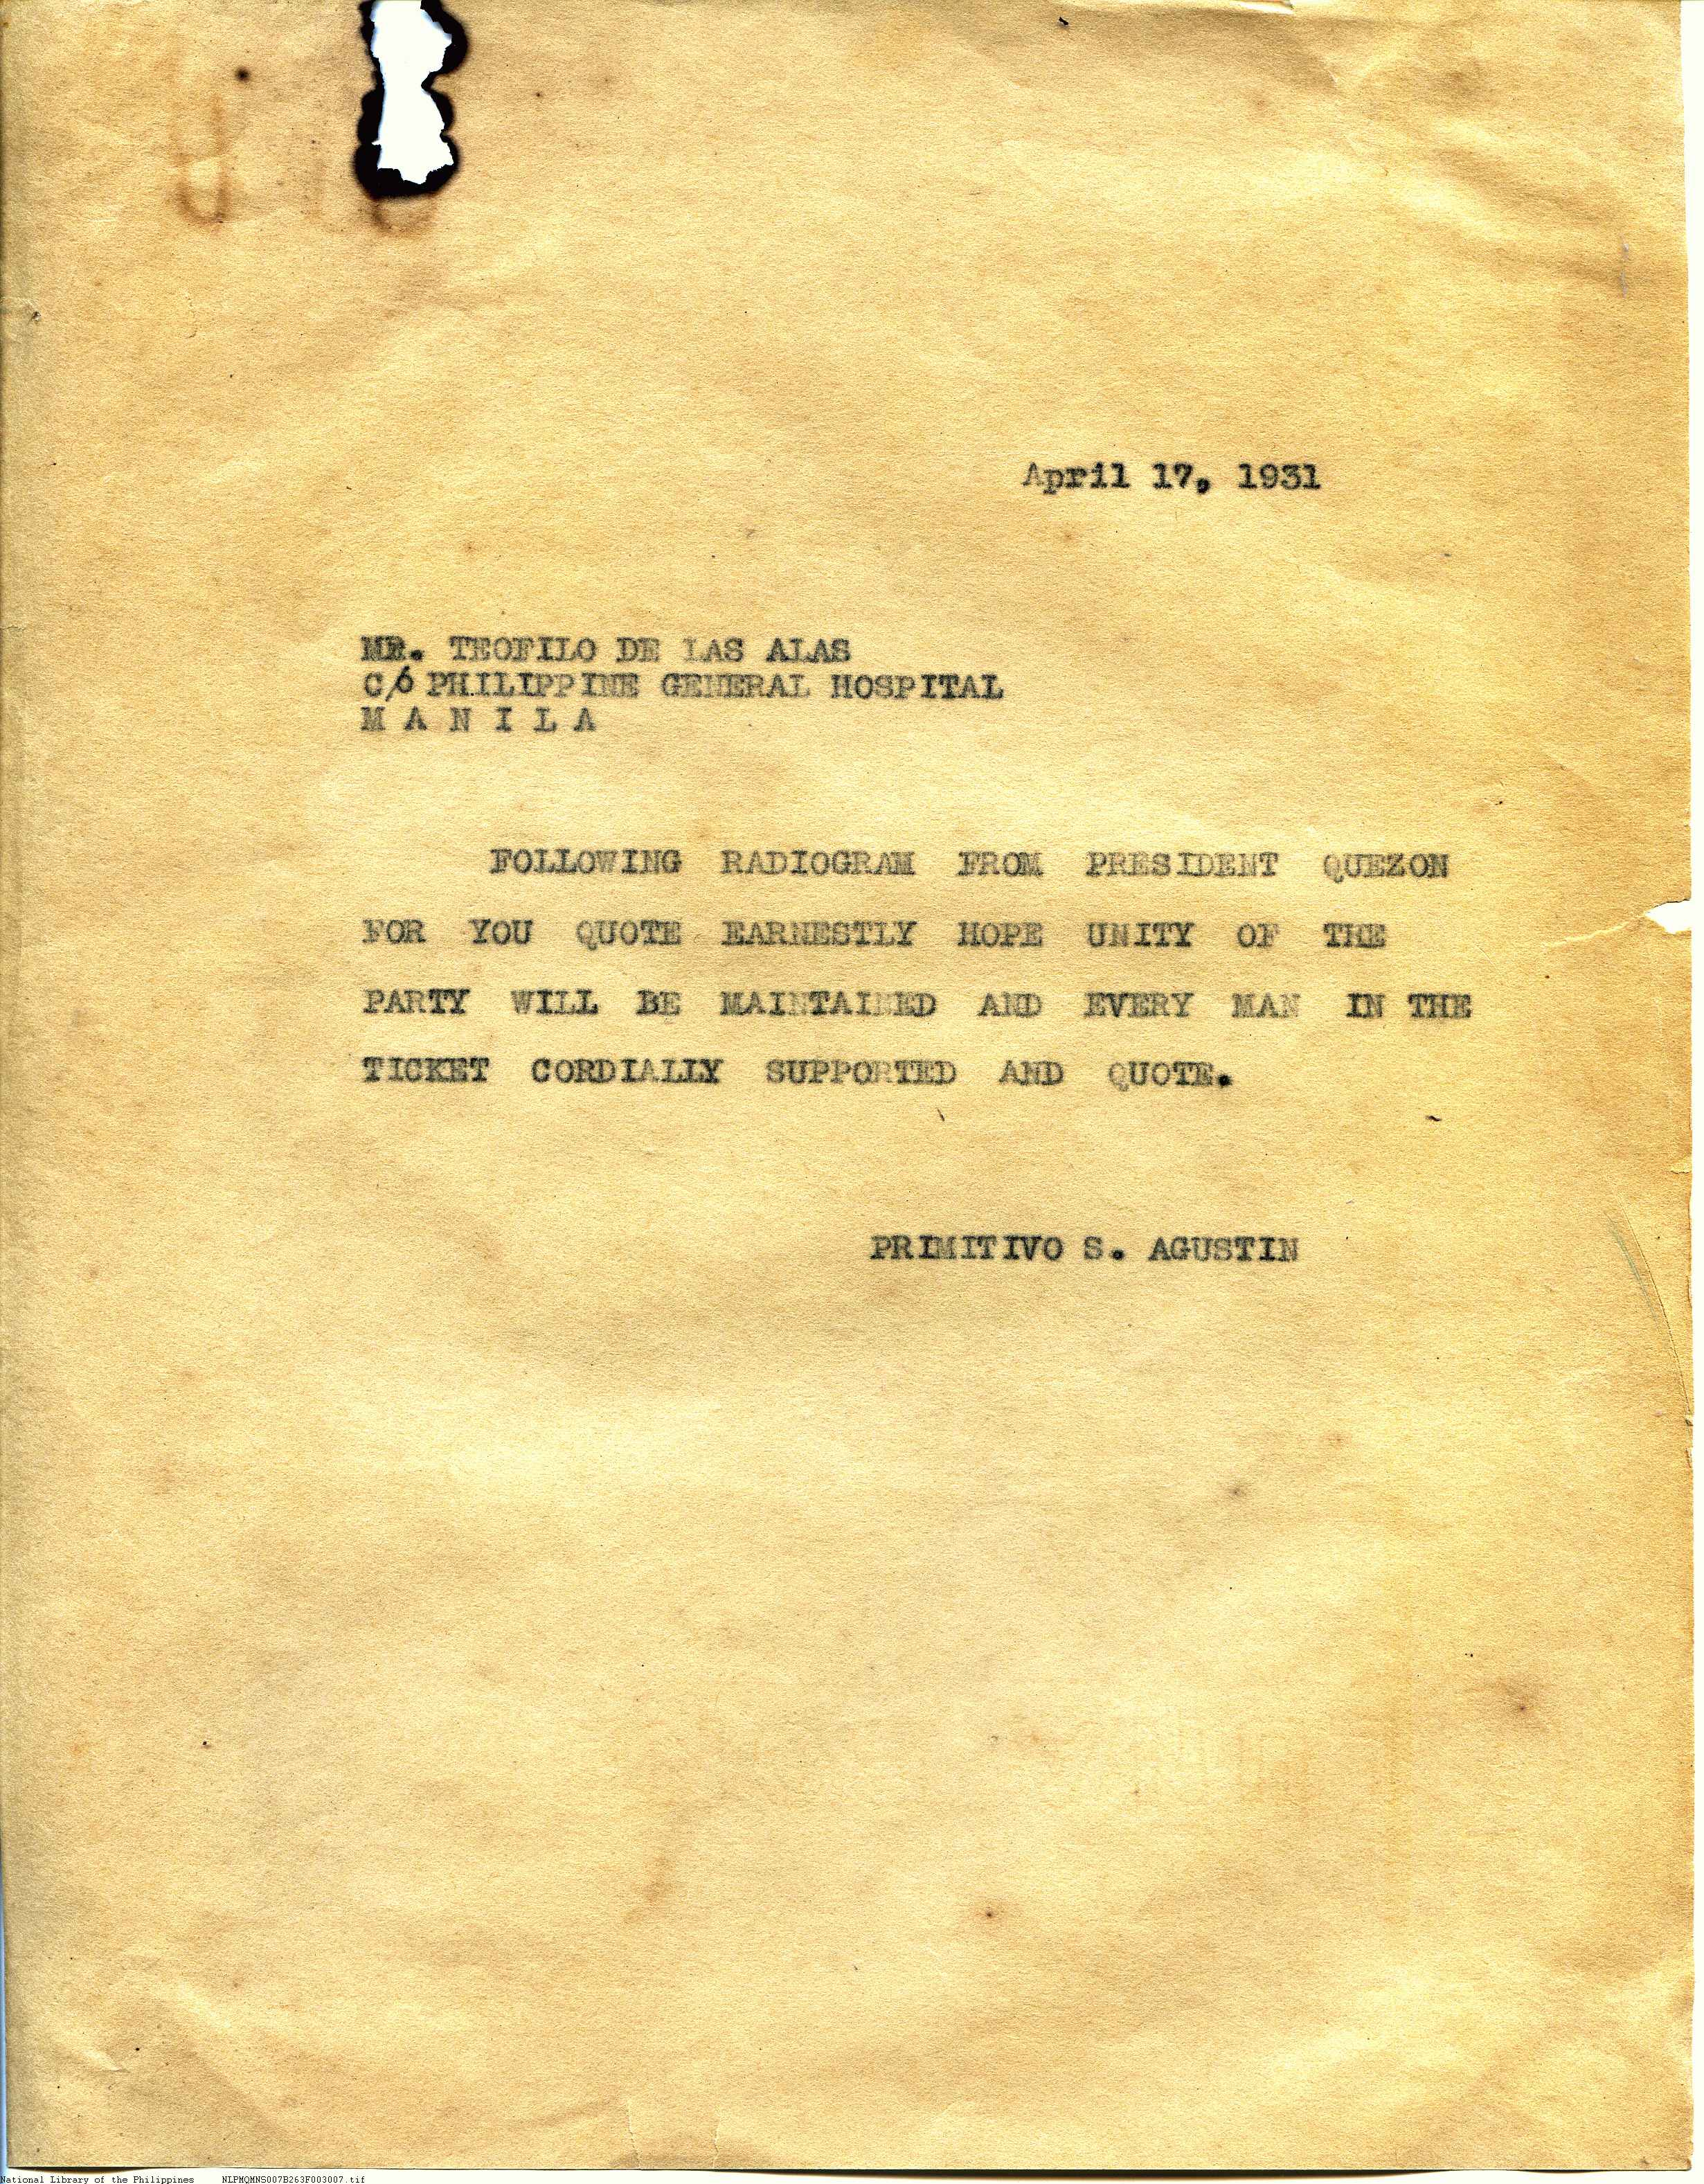 April 17, 1931
MR. TEOFILO DE LAS ALAS
C/O PHILIPPINE GENERAL HOSPITAL
M A N I L A
FOLLOWING RADIOGRAM FROM PRESIDENT QUEZON
FOR YOU QUOTE EARNESTLY HOPE UNITY OF THE
PARTY WILL BE MAINTAINED AND EVERY MAN IN THE
TICKET CORDIALLY SUPPORTED AND QUOTE.
PRIMITIVO S. AGUSTIN
National Library of the Philippines NLPMQMNS007B263F003007.tif